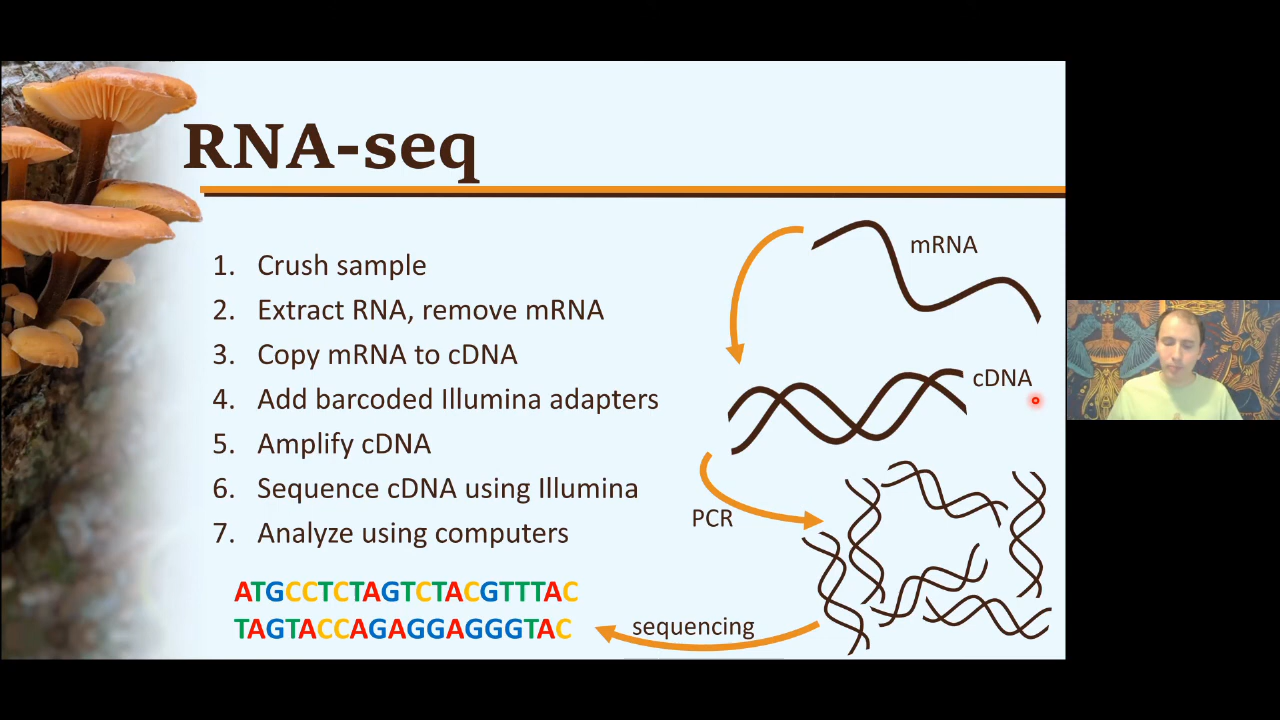 RNA-seq
1. Crush sample
2. Extract RNA, remove mRNA
3. Copy mRNA to cDNA
4. Add barcoded Illumina adapters
5. Amplify cDNA
6. Sequence cDNA using Illumina
7. Analyze using computers
ATGCCTCTAGTCTACGTTTAC
TAGTACCAGAGGAGGGTAC
mRNA
cDNA
PCR
sequencing